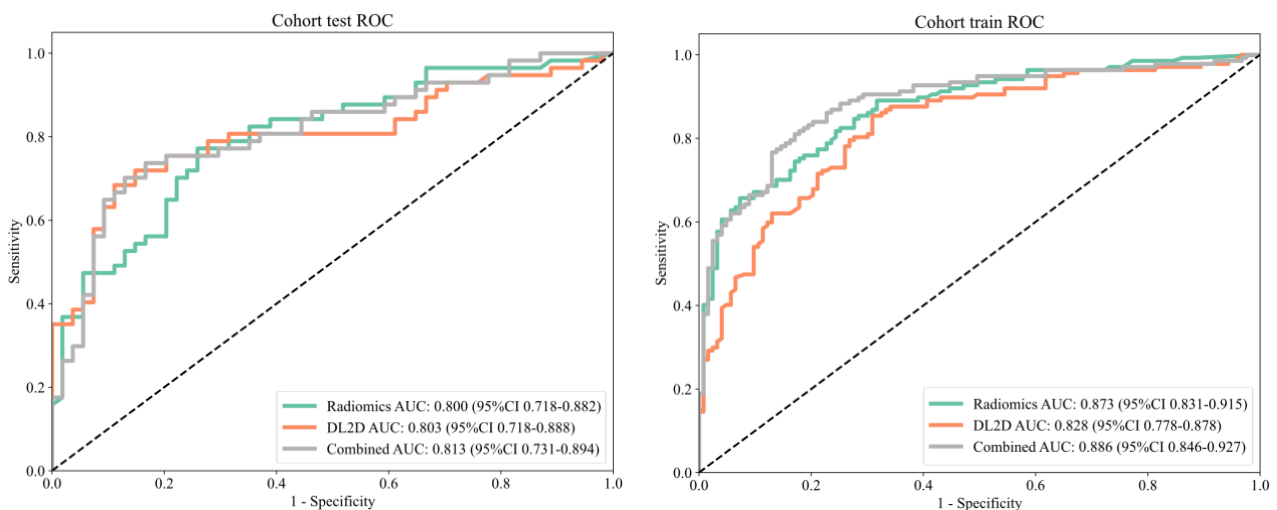 Cohort test ROC
1.0
0.8
0.6
0.4
0.2
0.0
Sensitivity
Radiomics AUC: 0.800 (95%CI 0.718-0.882)
DL2D AUC: 0.803 (95%CI 0.718-0.888)
Combined AUC: 0.813 (95%CI 0.731-0.894)
0.0 0.2 0.4 0.6 0.8 1.0
1 - Specificity
Cohort train ROC
1.0
0.8
0.6
0.4
0.2
0.0
Sensitivity
Radiomics AUC: 0.873 (95%CI 0.831-0.915)
DL2D AUC: 0.828 (95%CI 0.778-0.878)
Combined AUC: 0.886 (95%CI 0.846-0.927)
0.0 0.2 0.4 0.6 0.8 1.0
1 - Specificity